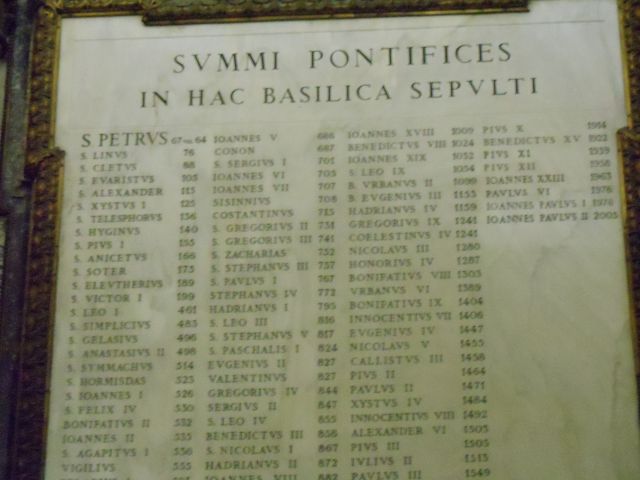 SVMMI PONTIFICES
IN HAC BASILICA SEPVLTI
S PETRVS 67 64
S. LINVS 76
S. CLETVS 88
S. EVARISTVS 105
S. ALEXANDER 115
S. XYSTVS I 125
S. TELESPHORVS 136
S. HYGINVS 140
S. PIVS I 155
S. ANICETVS 166
S. SOTER 175
S. ELEVTHERIVS 189
S. VICTOR I 199
S. LEO I 461
S. SIMPLICIVS 483
S. GELASIVS 496
S. ANASTASIVS II 498
S. SYMMACHVS 514
S. HORMISDAS 523
S. IOANNES I 526
S. FELIX IV 530
BONIFATIVS II 532
IOANNES II 535
S. AGAPITVS I 536
VIGILIVS 555
IOANNES V 686
CONON 687
S. SERGIVS I 701
IOANNES VI 705
IOANNES VII 707
SISINNIVS 708
COSTANTINVS 715
S. GREGORIVS II 731
S. GREGORIVS III 741
S. ZACHARIAS 752
S. STEPHANVS III 757
S. PAVLVS I 767
STEPHANVS IV 772
HADRIANVS I 795
S. LEO III 816
S. STEPHANVS V 817
S. PASCHALIS I 824
EVGENIVS II 827
VALENTINVS 827
GREGORIVS IV 844
SERGIVS II 847
S. LEO IV 855
BENEDICTVS III 858
S. NICOLAVS I 867
HADRIANVS II 872
IOANNES VIII 882
IOANNES XVIII 1009
BENEDICTVS VIII 1024
IOANNES XIX 1032
S. LEO IX 1054
B. VRBANVS II 1099
B. EVGENIVS III 1153
HADRIANVS IV 1159
GREGORIVS IX 1241
COELESTINVS IV 1241
NICOLAVS III 1280
HONORIVS IV 1287
BONIFATIVS VIII 1303
VRBANVS VI 1389
BONIFATIVS IX 1404
INNOCENTIVS VII 1406
EVGENIVS IV 1447
NICOLAVS V 1455
CALLISTVS III 1458
PIVS II 1464
PAVLVS II 1471
XYSTVS IV 1484
INNOCENTIVS VIII 1492
ALEXANDER VI 1503
PIVS III 1503
IVLIVS II 1513
PAVLVS III 1549
PIVS X 1914
BENEDICTVS XV 1922
PIVS XI 1939
PIVS XII 1958
IOANNES XXIII 1963
PAVLVS VI 1978
IOANNES PAVLVS I 1978
IOANNES PAVLVS II 2005